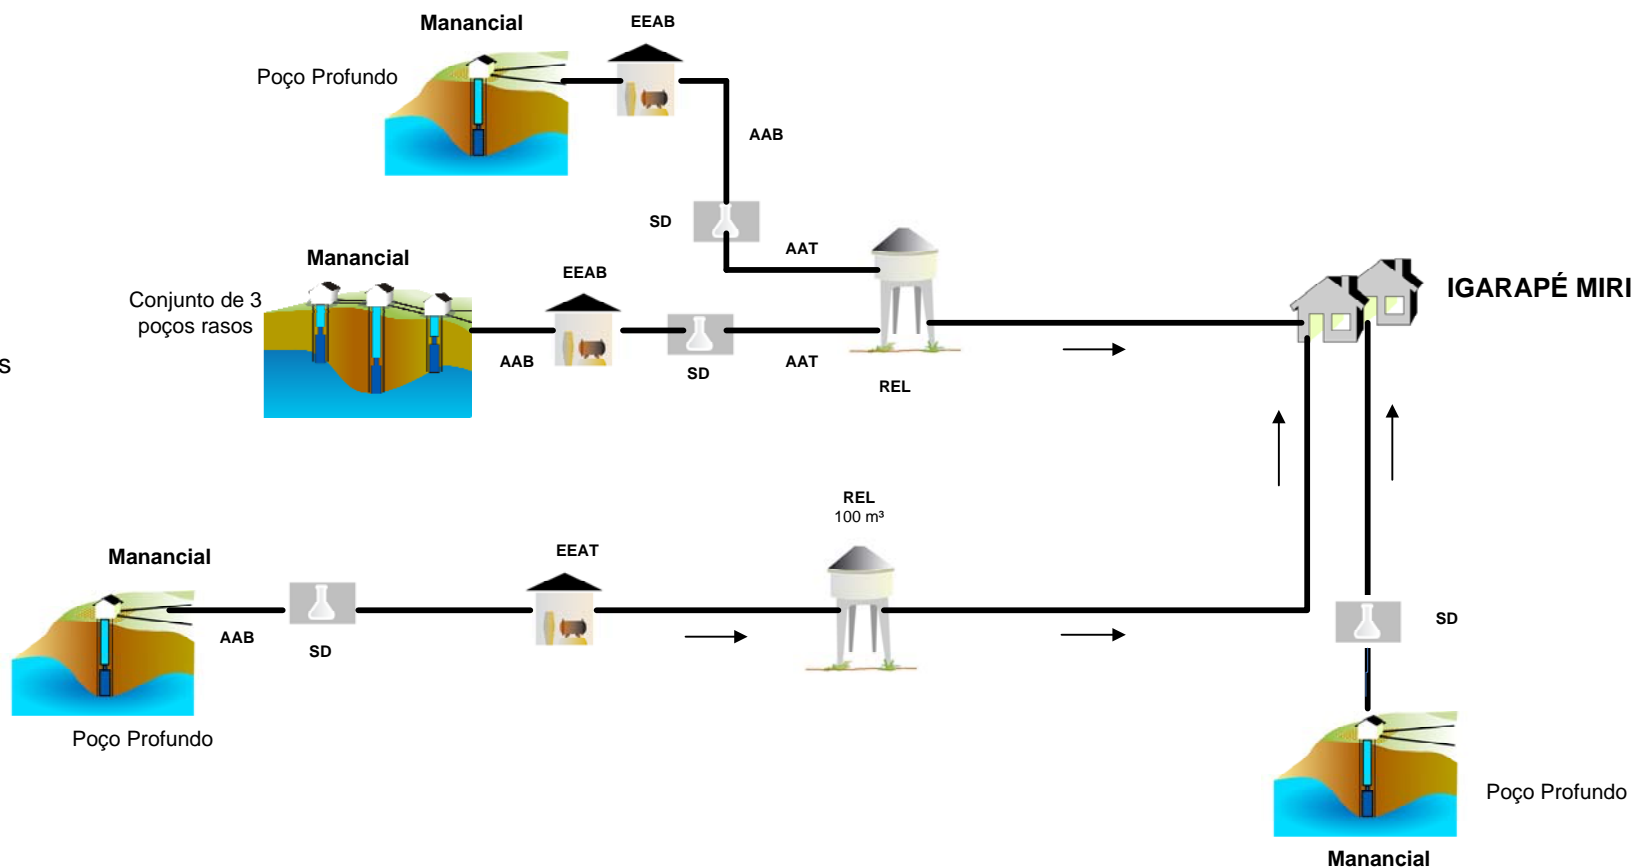 Manancial
EEAB
Poço Profundo
AAB
SD
AAT
Manancial
EEAB
Conjunto de 3
poços rasos
AAB
SD
AAT
REL
IGARAPÉ MIRI
s
REL
100 m³
Manancial
EEAT
AAB
SD
SD
Poço Profundo
Poço Profundo
Manancial